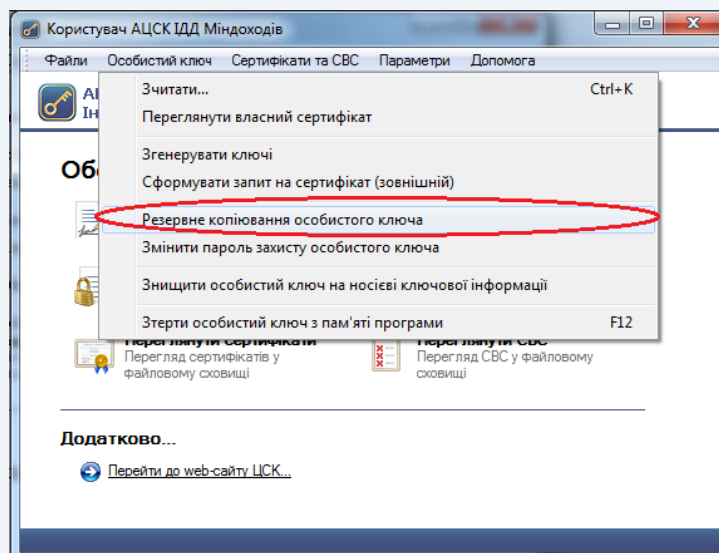 Користувач АЦСК ІДД Міндоходів
Файли Особистий ключ Сертифікати та СВС Параметри Допомога
Зчитати... Ctrl+K
Переглянути власний сертифікат
Згенерувати ключі
Сформувати запит на сертифікат (зовнішній)
Резервне копіювання особистого ключа
Змінити пароль захисту особистого ключа
Знищити особистий ключ на носієві ключової інформації
Зтерти особистий ключ з пам'яті програми F12
Переглянути сертифікати
Перегляд сертифікатів у
файловому сховищі
Переглянути СВС
Перегляд СВС у файловому
сховищі
Додатково...
Перейти до web-сайту ЦСК...